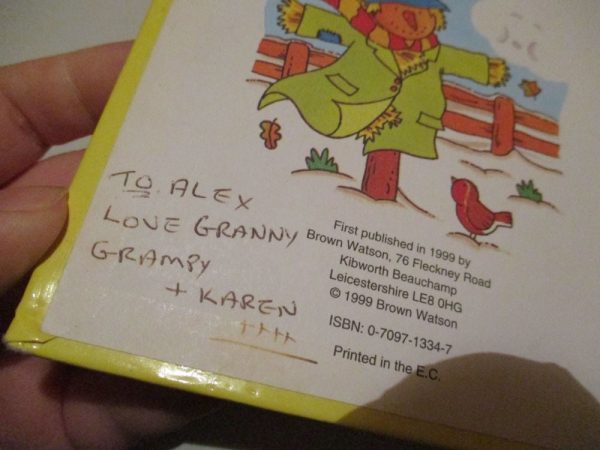 TO ALEX
LOVE GRANNY
GRAMPY
+ KAREN
++++
First published in 1999 by
Brown Watson, 76 Fleckney Road
Kibworth Beauchamp
Leicestershire LE8 0HG
© 1999 Brown Watson
ISBN: 0-7097-1334-7
Printed in the E.C.